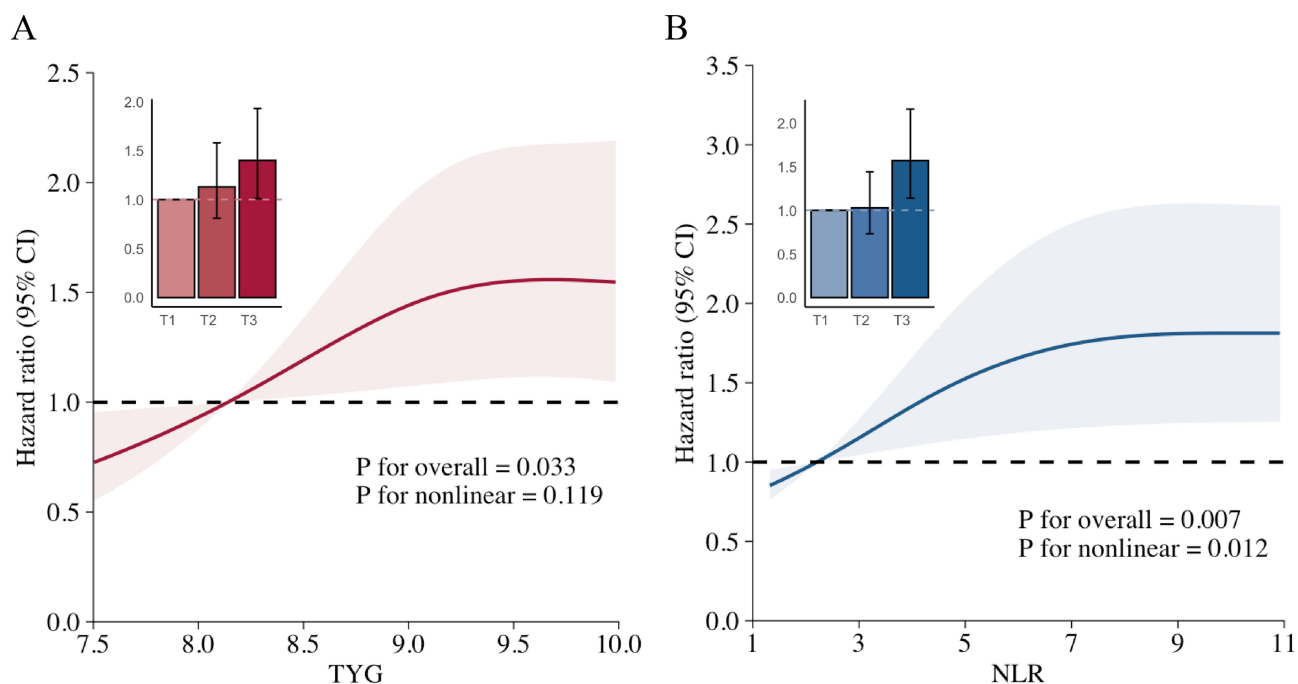 A
Hazard ratio (95% CI)
2.5
2.0
1.5
1.0
0.5
0.0
2.0
1.5
1.0
0.5
0.0
T1 T2 T3
P for overall = 0.033
P for nonlinear = 0.119
7.5 8.0 8.5 9.0 9.5 10.0
TYG
B
Hazard ratio (95% CI)
3.5
3.0
2.5
2.0
1.5
1.0
0.5
0.0
2.0
1.5
1.0
0.5
0.0
T1 T2 T3
P for overall = 0.007
P for nonlinear = 0.012
1 3 5 7 9 11
NLR